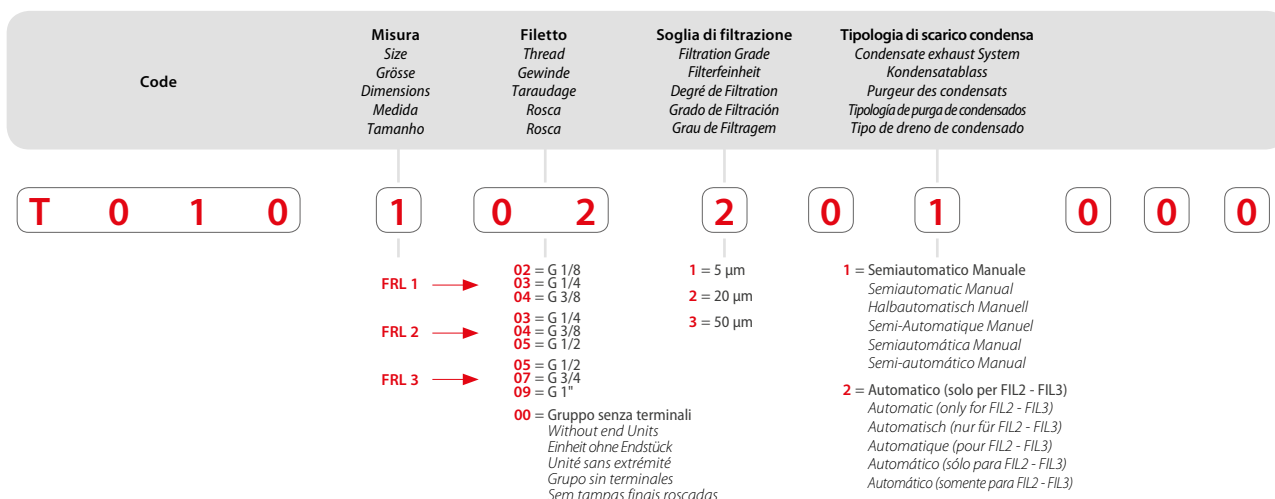 Code
Misura
Size
Grösse
Dimensions
Medida
Tamanho
Filetto
Thread
Gewinde
Taraudage
Rosca
Rosca
Soglia di filtrazione
Filtration Grade
Filterfeinheit
Degré de Filtration
Grado de Filtración
Grau de Filtragem
Tipologia di scarico condensa
Condensate exhaust System
Kondensatablass
Purgeur des condensats
Tipología de purga de condensados
Tipo de dreno de condensado
T 0 1 0 1 0 2 2 0 1 0 0 0
FRL 1
02 = G 1/8
03 = G 1/4
04 = G 3/8
FRL 2
03 = G 1/4
04 = G 3/8
05 = G 1/2
FRL 3
05 = G 1/2
07 = G 3/4
09 = G 1"
00 = Gruppo senza terminali
Without end Units
Einheit ohne Endstück
Unité sans extrémité
Grupo sin terminales
Sem tampas finais roscadas
1 = 5 µm
2 = 20 µm
3 = 50 µm
1 = Semiautomatico Manuale
Semiautomatic Manual
Halbautomatisch Manuell
Semi-Automatique Manuel
Semiautomática Manual
Semi-automático Manual
2 = Automatico (solo per FIL2 - FIL3)
Automatic (only for FIL2 - FIL3)
Automatisch (nur für FIL2 - FIL3)
Automatique (pour FIL2 - FIL3)
Automático (sólo para FIL2 - FIL3)
Automático (somente para FIL2 - FIL3)